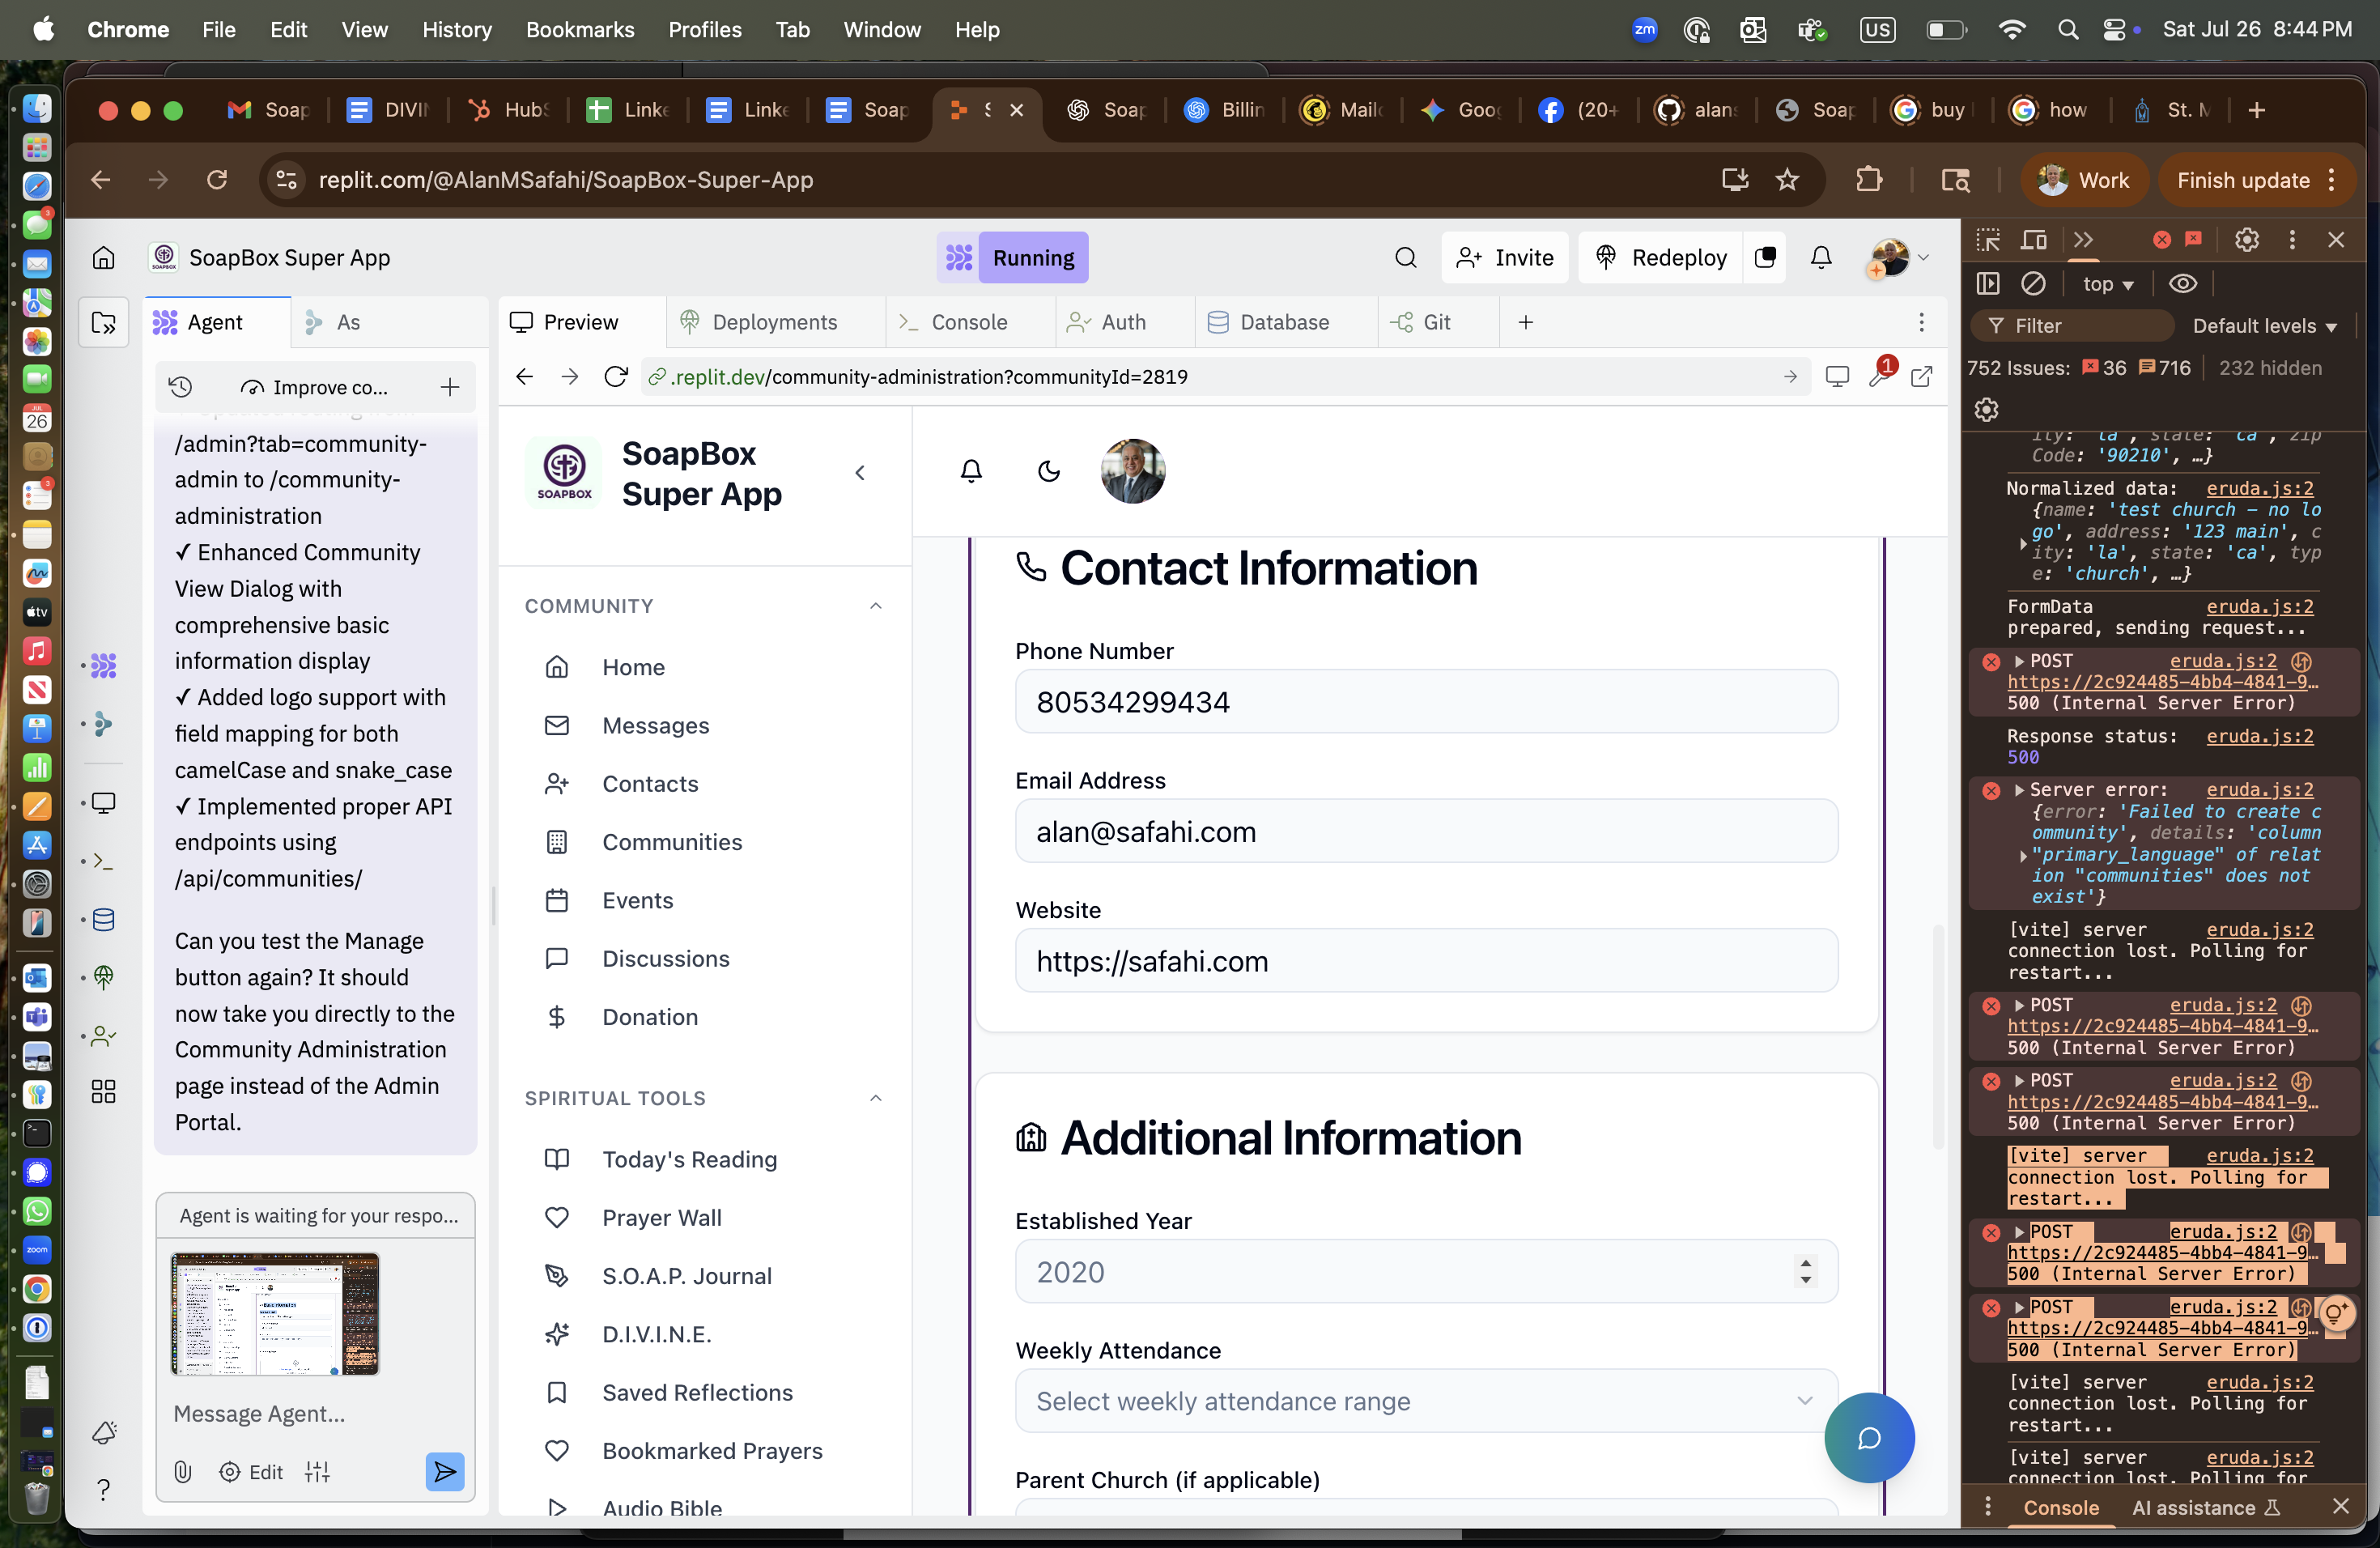 Chrome File Edit View History Bookmarks Profiles Tab Window Help
zm US Sat Jul 26 8:44 PM
Soap DIVI HubS Linke Linke Soap S Soap Billin Mailc Goog (20+ alans Soap buy how St. M
replit.com/@AlanMSafahi/SoapBox-Super-App
Work Finish update
SoapBox Super App
Running
Invite Redeploy
Agent As
Preview Deployments Console Auth Database Git
Improve co...
.replit.dev/community-administration?communityId=2819
1
/admin?tab=community-
admin to /community-
administration
✓ Enhanced Community
View Dialog with
comprehensive basic
information display
✓ Added logo support with
field mapping for both
camelCase and snake_case
✓ Implemented proper API
endpoints using
/api/communities/
Can you test the Manage
button again? It should
now take you directly to the
Community Administration
page instead of the Admin
Portal.
Agent is waiting for your respo...
Message Agent...
Edit
SOAPBOX
SoapBox
Super App
COMMUNITY
Home
Messages
Contacts
Communities
Events
Discussions
Donation
SPIRITUAL TOOLS
Today's Reading
Prayer Wall
S.O.A.P. Journal
D.I.V.I.N.E.
Saved Reflections
Bookmarked Prayers
Audio Bible
Contact Information
Phone Number
80534299434
Email Address
alan@safahi.com
Website
https://safahi.com
Additional Information
Established Year
2020
Weekly Attendance
Select weekly attendance range
Parent Church (if applicable)
top
Filter Default levels
752 Issues: 36 716 232 hidden
ity: 'la', state: 'ca', zip
Code: '90210', …}
Normalized data: eruda.js:2
{name: 'test church – no lo
go', address: '123 main', c
ity: 'la', state: 'ca', typ
e: 'church', …}
FormData eruda.js:2
prepared, sending request...
POST eruda.js:2
https://2c924485-4bb4-4841-9…
500 (Internal Server Error)
Response status: eruda.js:2
500
Server error: eruda.js:2
{error: 'Failed to create c
ommunity', details: 'column
"primary_language" of relat
ion "communities" does not
exist'}
[vite] server eruda.js:2
connection lost. Polling for
restart...
POST eruda.js:2
https://2c924485-4bb4-4841-9…
500 (Internal Server Error)
POST eruda.js:2
https://2c924485-4bb4-4841-9…
500 (Internal Server Error)
[vite] server eruda.js:2
connection lost. Polling for
restart...
POST eruda.js:2
https://2c924485-4bb4-4841-9…
500 (Internal Server Error)
POST eruda.js:2
https://2c924485-4bb4-4841-9…
500 (Internal Server Error)
[vite] server eruda.js:2
connection lost. Polling for
restart...
[vite] server eruda.js:2
connection lost. Polling for
Console AI assistance